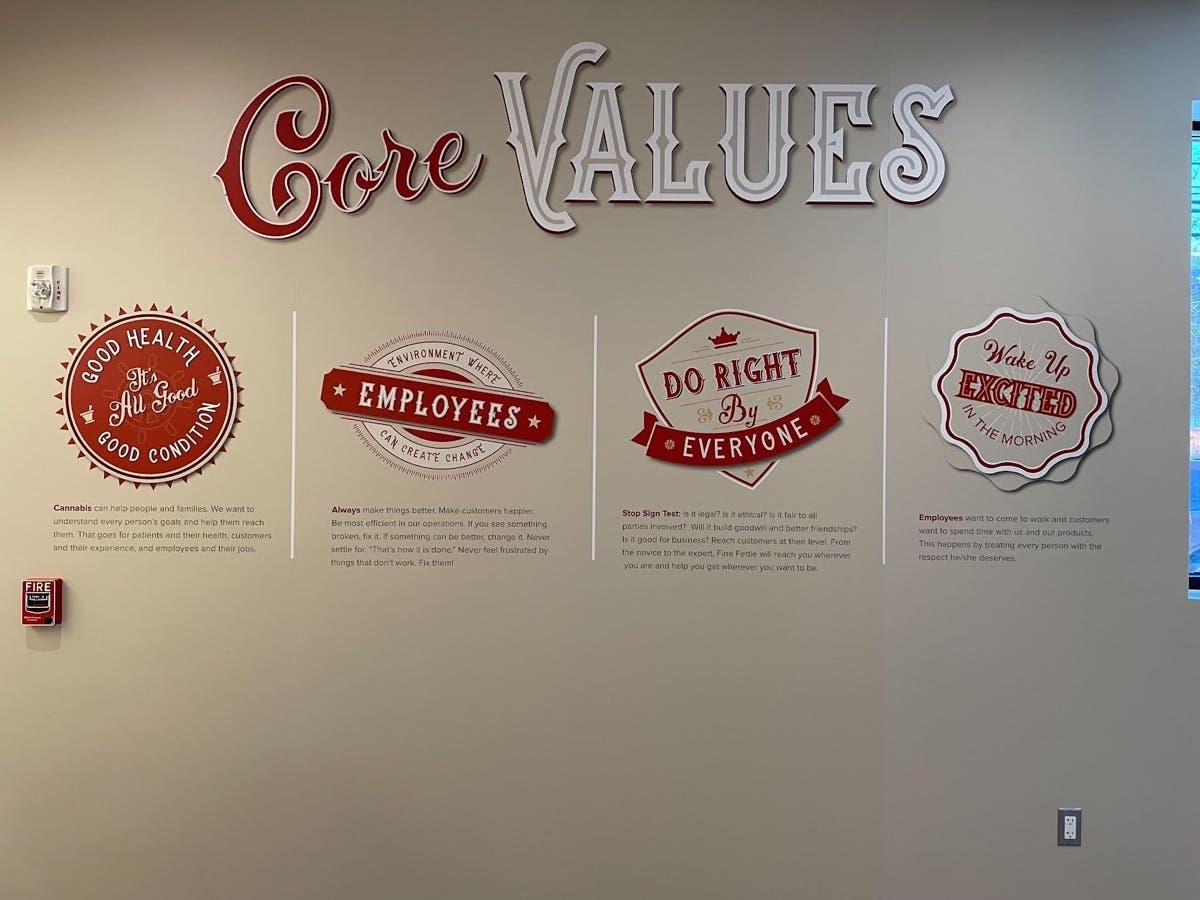 Core VALUES
FIRE
GOOD HEALTH
It's
All Good
GOOD CONDITION
Cannabis can help people and families. We want to
understand every person's goals and help them reach
them. That goes for patients and their health, customers
and their experience, and employees and their jobs.
ENVIRONMENT WHERE
EMPLOYEES
CAN CREATE CHANGE
Always make things better. Make customers happier.
Be most efficient in our operations. If you see something
broken, fix it. If something can be better, change it. Never
settle for, "That's how it is done." Never feel frustrated by
things that don't work. Fix them!
DO RIGHT
By
EVERYONE
Stop Sign Test: Is it legal? Is it ethical? Is it fair to all
parties involved? Will it build goodwill and better friendships?
Is it good for business? Reach customers at their level. From
the novice to the expert, Fine Fettle will reach you wherever
you are and help you get wherever you want to be.
Wake Up
EXCITED
IN THE MORNING
Employees want to come to work and customers
want to spend time with us and our products.
This happens by treating every person with the
respect he/she deserves.
FIRE